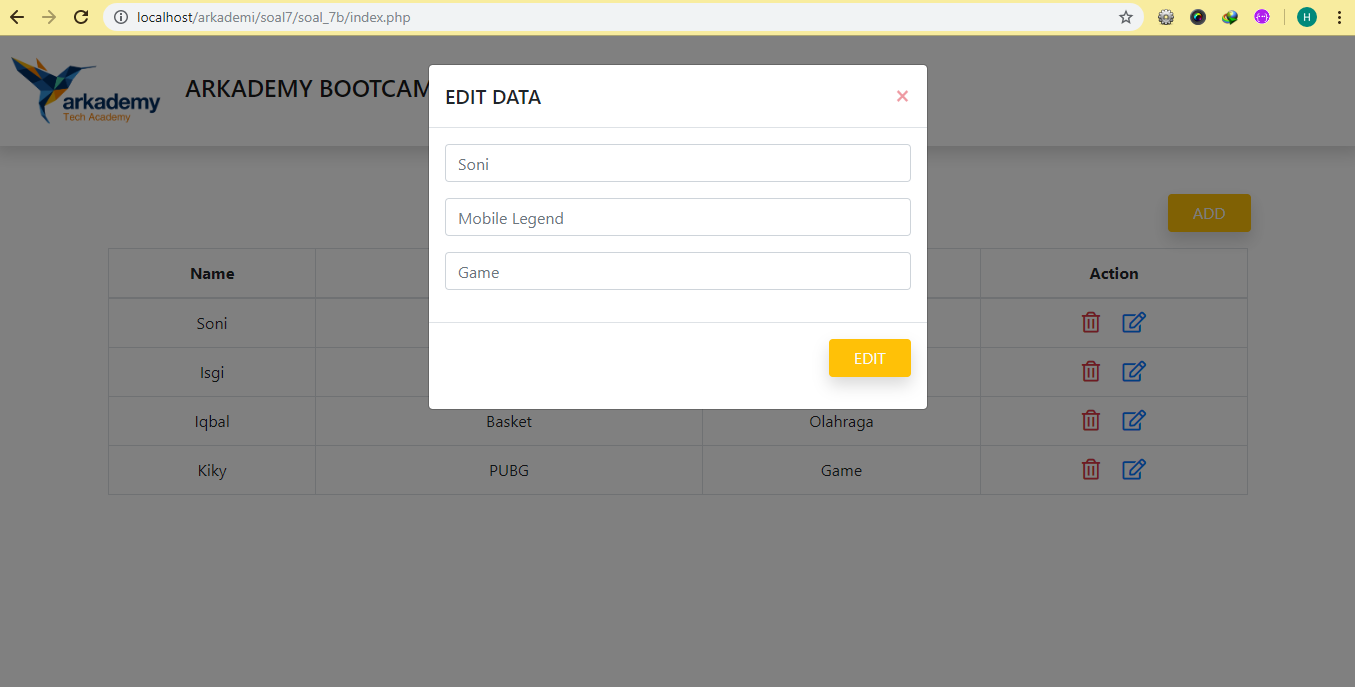 localhost/arkademi/soal7/soal_7b/index.php
H
arkademy
Tech Academy
ARKADEMY BOOTCAM
EDIT DATA
×
Soni
Mobile Legend
Game
EDIT
ADD
Name Action
Soni
Isgi
Iqbal Basket Olahraga
Kiky PUBG Game